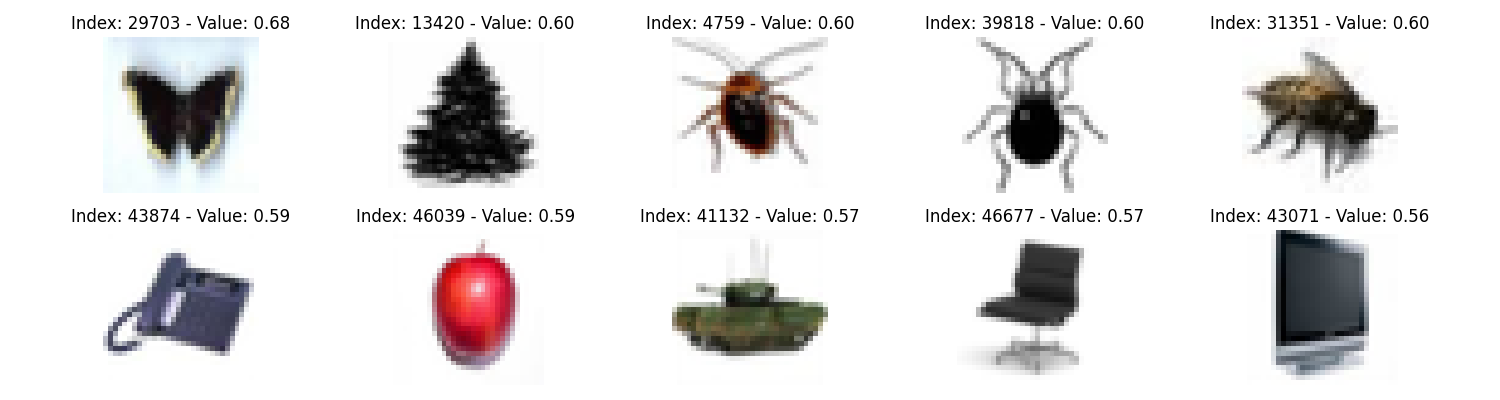 Index: 29703 - Value: 0.68
Index: 13420 - Value: 0.60
Index: 4759 - Value: 0.60
Index: 39818 - Value: 0.60
Index: 31351 - Value: 0.60
Index: 43874 - Value: 0.59
Index: 46039 - Value: 0.59
Index: 41132 - Value: 0.57
Index: 46677 - Value: 0.57
Index: 43071 - Value: 0.56